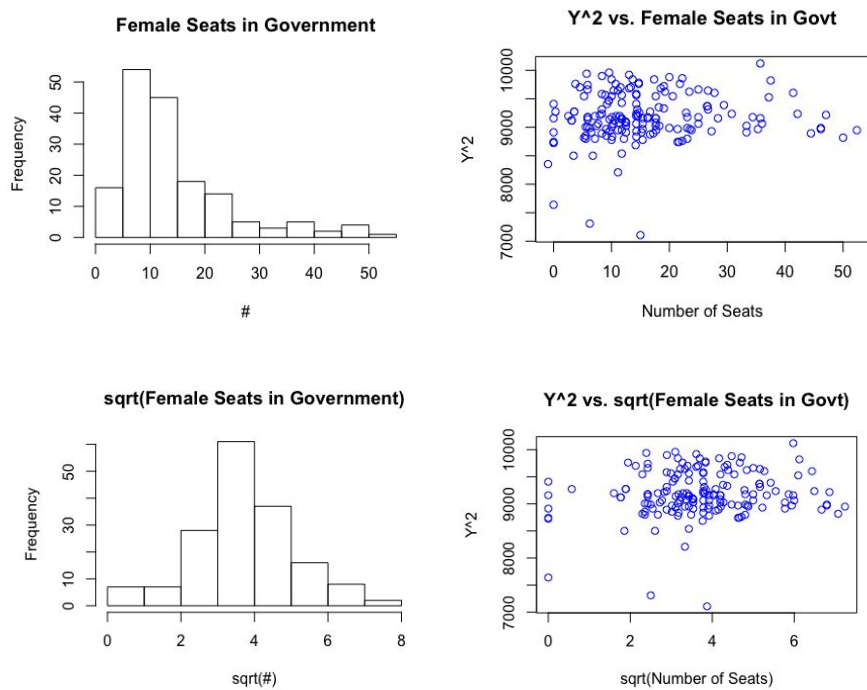 Female Seats in Government
Frequency
0 10 20 30 40 50
0 10 20 30 40 50
#
Y^2 vs. Female Seats in Govt
Y^2
7000 8000 9000 10000
0 10 20 30 40 50
Number of Seats
sqrt(Female Seats in Government)
Frequency
0 10 30 50
0 2 4 6 8
sqrt(#)
Y^2 vs. sqrt(Female Seats in Govt)
Y^2
7000 8000 9000 10000
0 2 4 6
sqrt(Number of Seats)